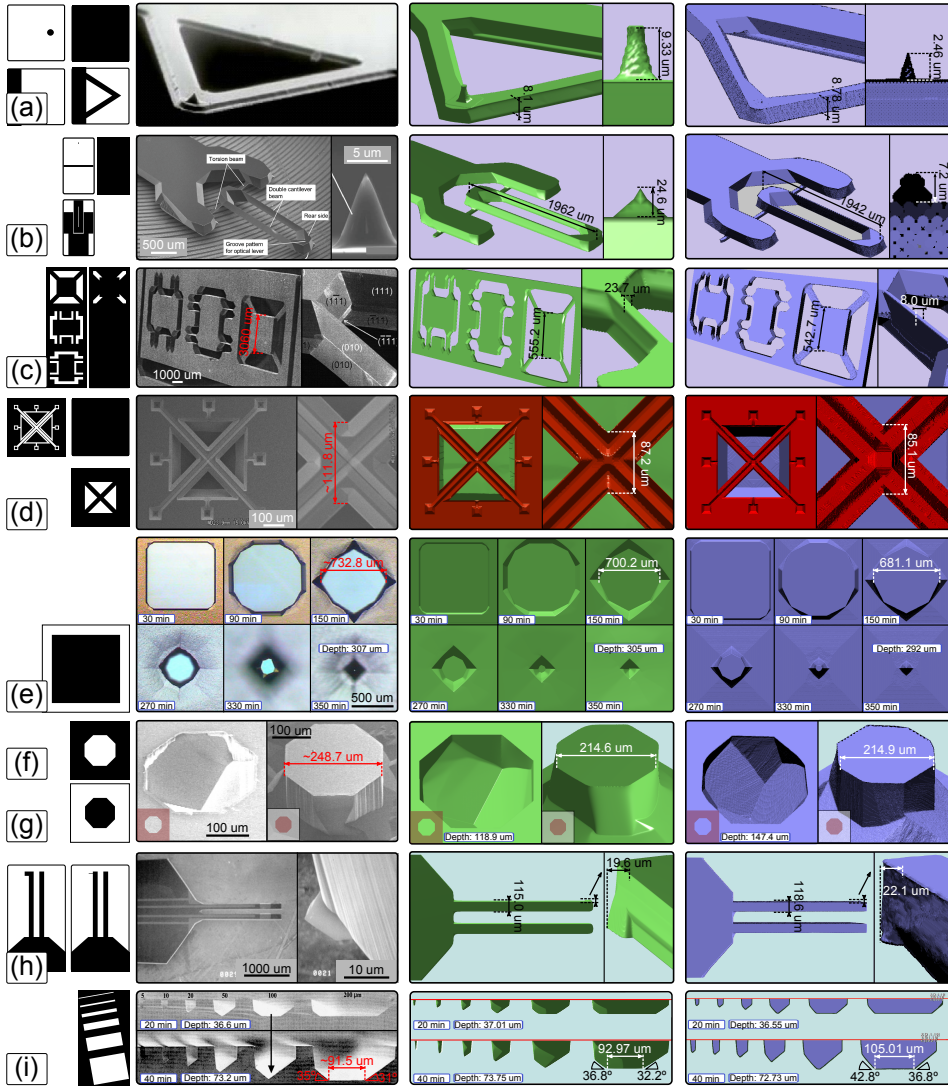 (a)
9.33 um
8.1 um
2.46 um
8.78 um
(b)
Torsion beam
Double cantilever beam
Rear side
Groove pattern for optical lever
500 um
5 um
1962 um
24.6 um
1942 um
7.2 um
(c)
3080 um
1000 um
(111)
(111)
(010)
(010)
555.2 um
23.7 um
542.7 um
8.0 um
(d)
100 um
~111.8 um
87.2 um
85.1 um
(e)
30 min
90 min
~732.8 um
150 min
270 min
330 min
Depth: 307 um
350 min
500 um
30 min
90 min
700.2 um
150 min
270 min
330 min
Depth: 305 um
350 min
30 min
90 min
681.1 um
150 min
270 min
330 min
Depth: 292 um
350 min
(f)
(g)
100 um
100 um
~248.7 um
Depth: 118.9 um
214.6 um
Depth: 147.4 um
214.9 um
(h)
0021
1000 um
0021
10 um
115.0 um
19.6 um
118.6 um
22.1 um
(i)
5 10 20 50 100 200 µm
20 min Depth: 36.6 um
40 min Depth: 73.2 um
~91.5 um
20 min Depth: 37.01 um
40 min Depth: 73.75 um
92.97 um
36.8° 32.2°
20 min Depth: 36.55 um
40 min Depth: 72.73 um
105.01 um
42.8° 36.8°